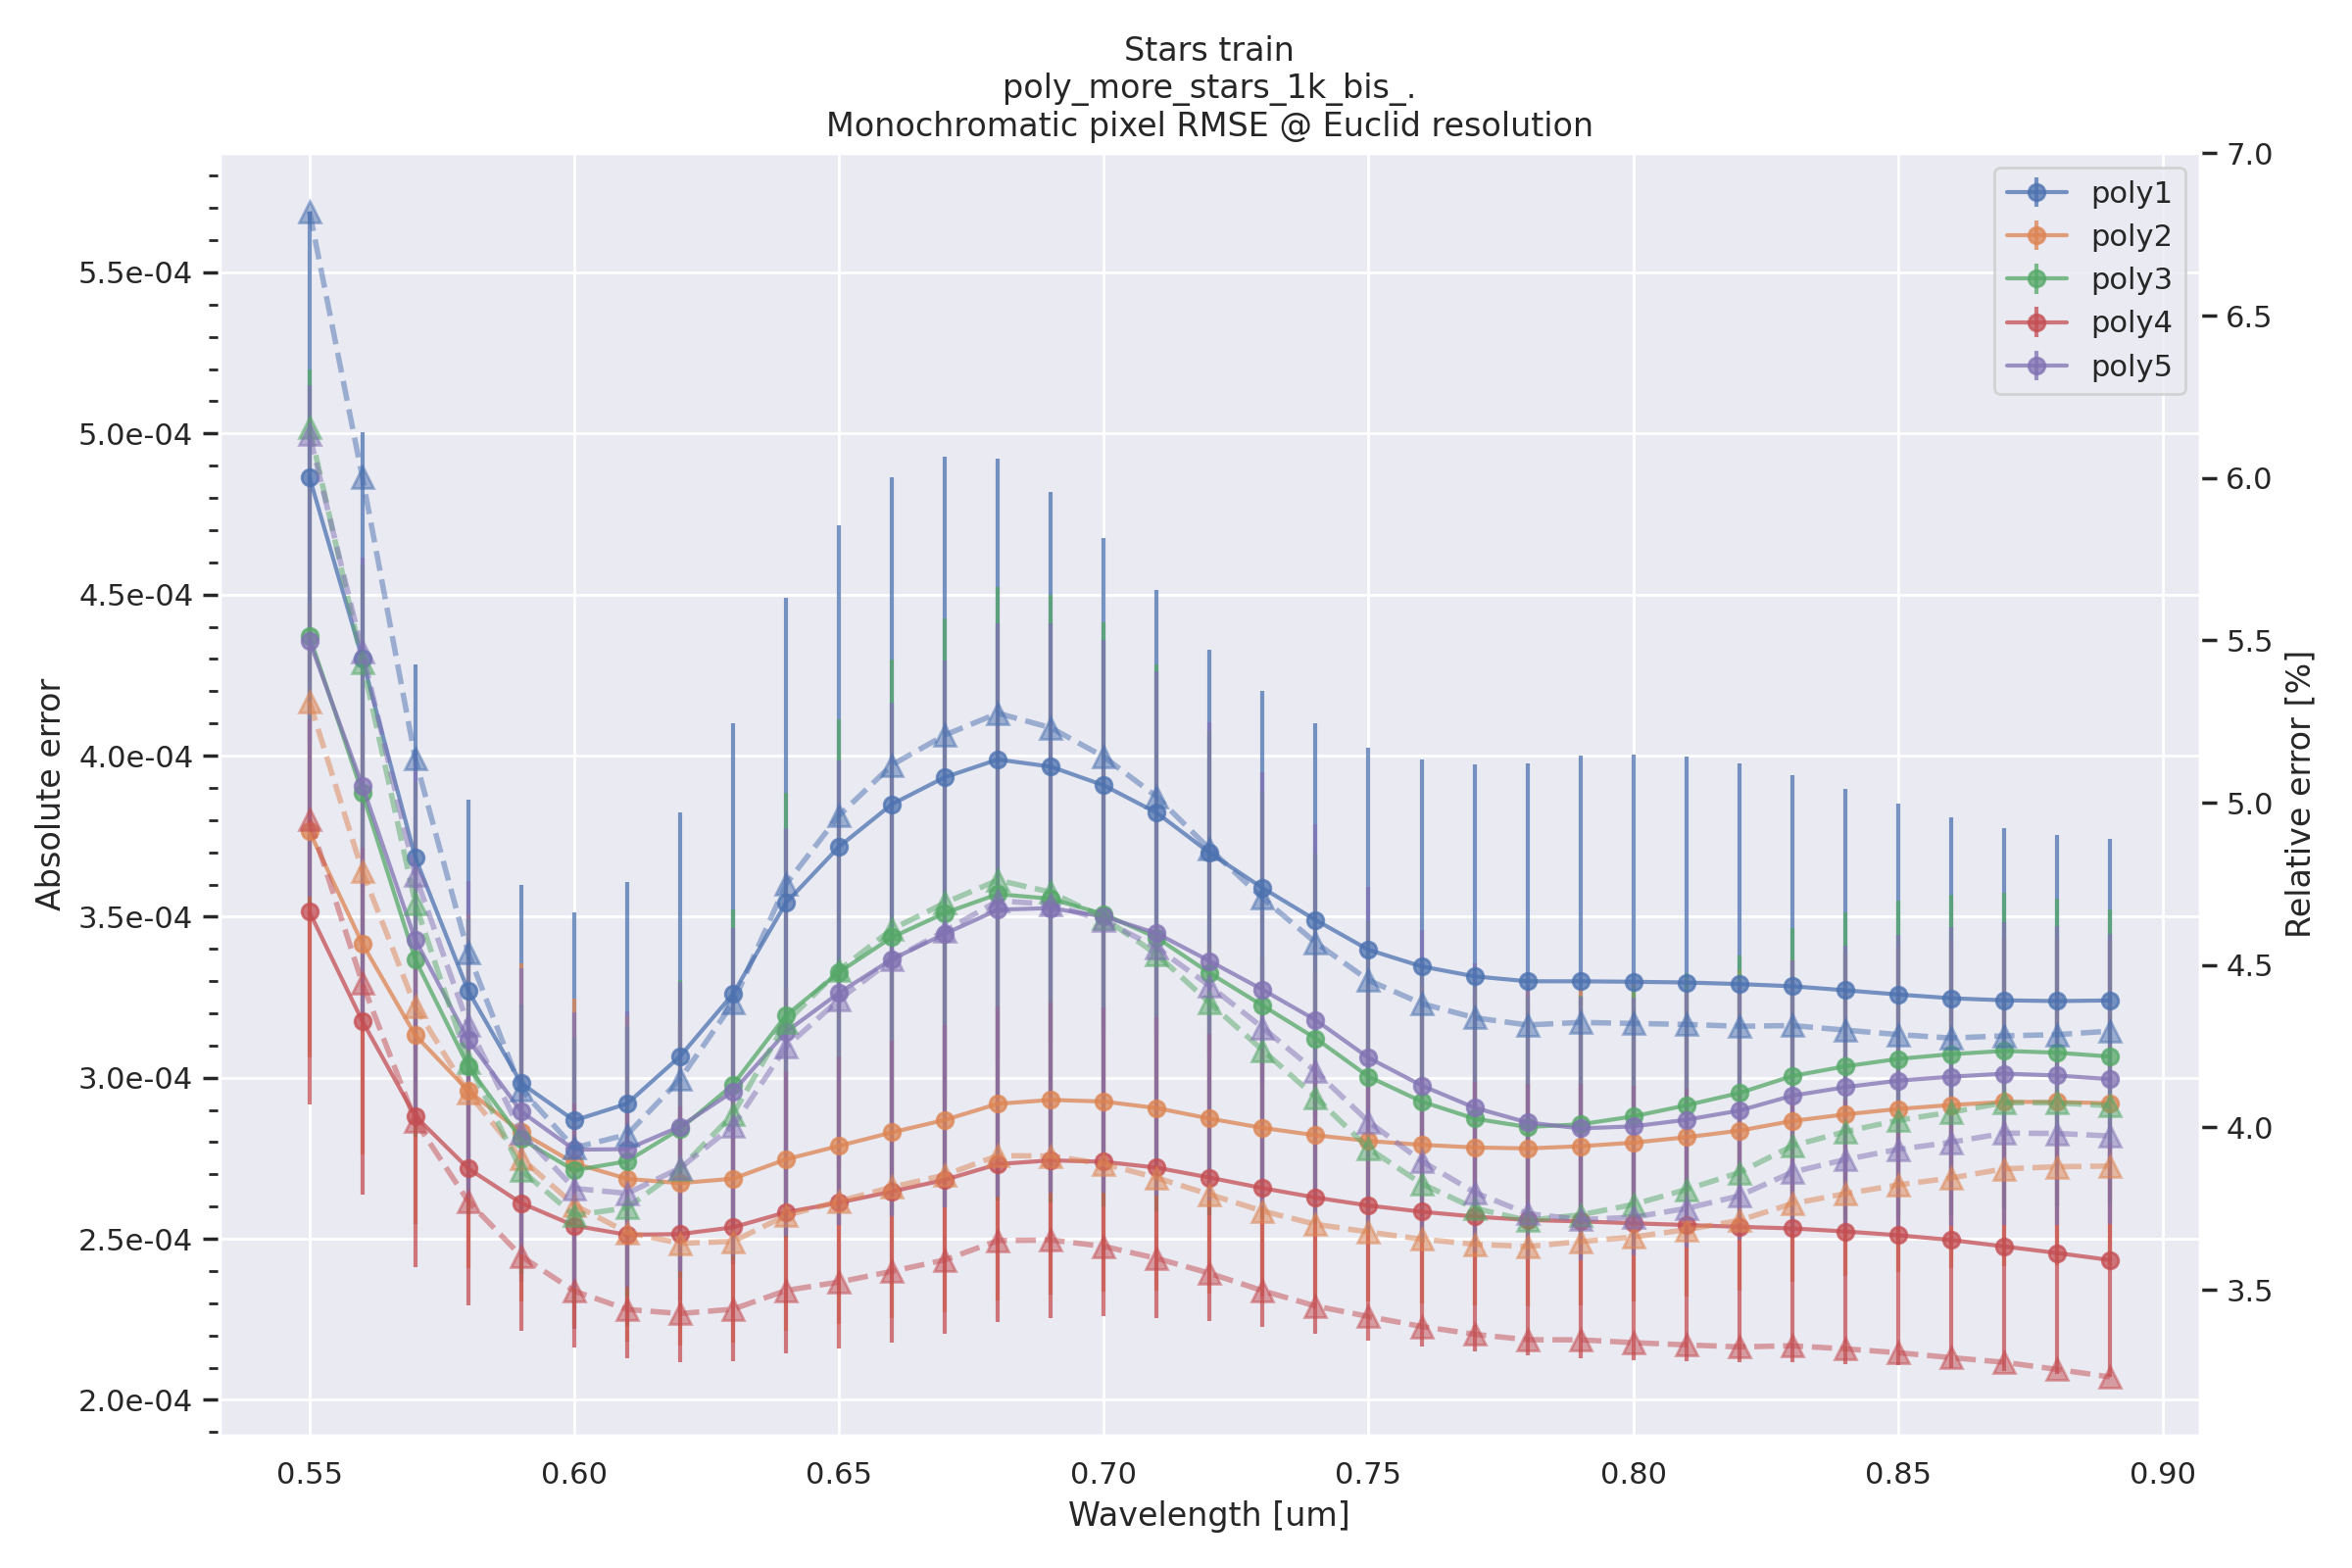 Stars train
poly_more_stars_1k_bis_.
Monochromatic pixel RMSE @ Euclid resolution
7.0
6.5
6.0
5.5
5.0
4.5
4.0
3.5
Relative error [%]
poly1
poly2
poly3
poly4
poly5
5.5e-04
5.0e-04
4.5e-04
4.0e-04
3.5e-04
3.0e-04
2.5e-04
2.0e-04
Absolute error
0.55 0.60 0.65 0.70 0.75 0.80 0.85 0.90
Wavelength [um]